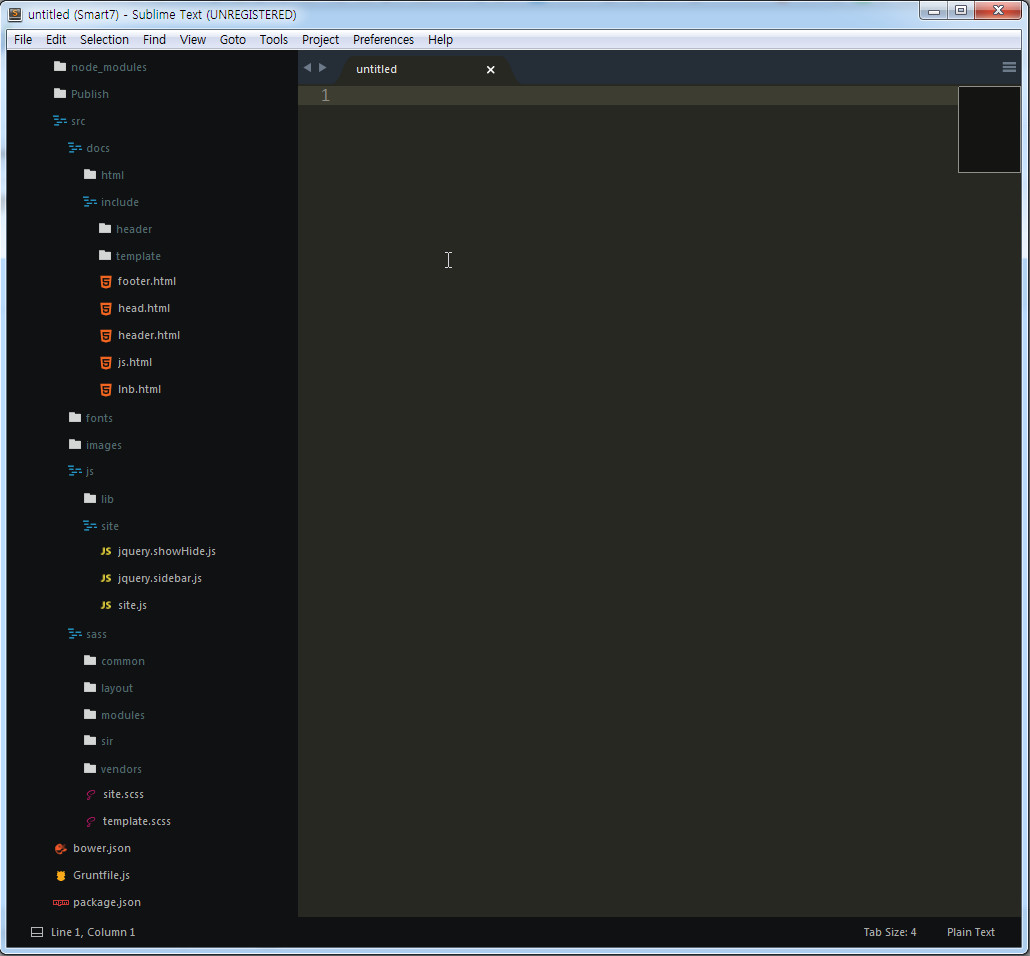 untitled (Smart7) - Sublime Text (UNREGISTERED)
File Edit Selection Find View Goto Tools Project Preferences Help
node_modules
Publish
src
docs
html
include
header
template
footer.html
head.html
header.html
js.html
lnb.html
fonts
images
js
lib
site
JS jquery.showHide.js
JS jquery.sidebar.js
JS site.js
sass
common
layout
modules
sir
vendors
site.scss
template.scss
bower.json
Gruntfile.js
npm package.json
untitled
1
Line 1, Column 1
Tab Size: 4
Plain Text